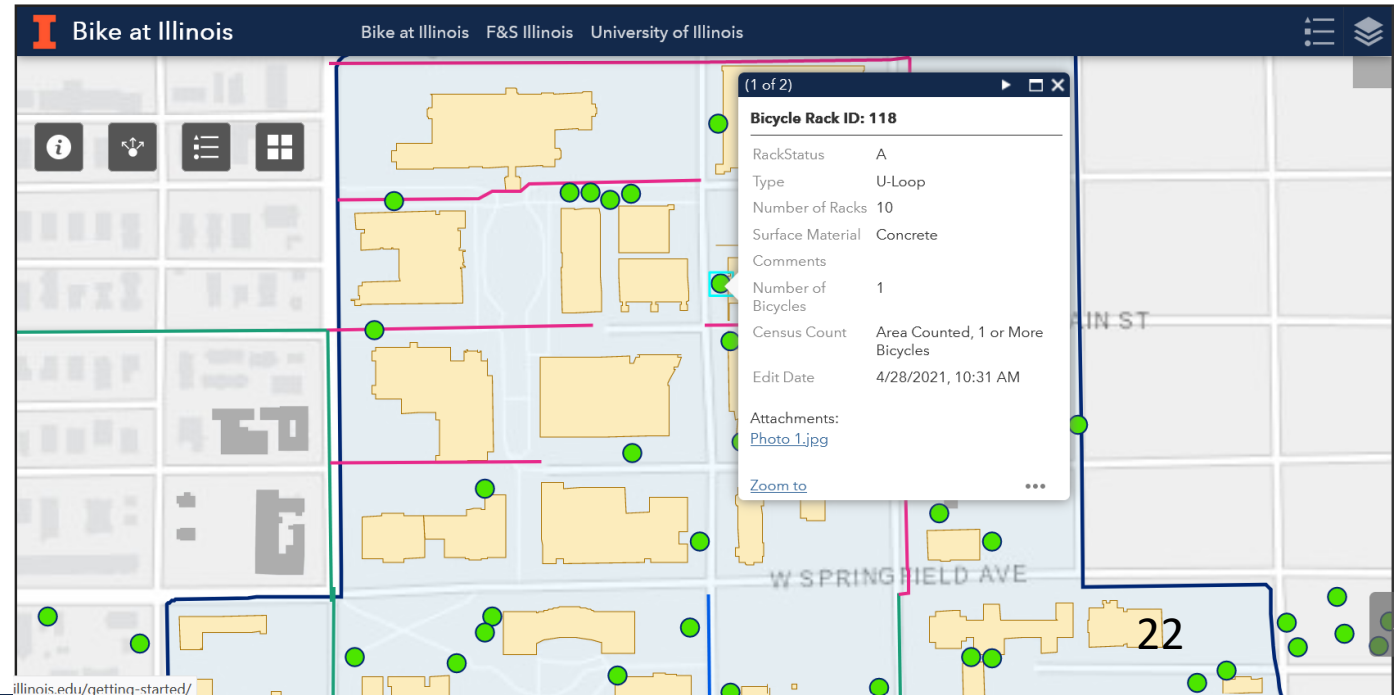 I Bike at Illinois Bike at Illinois F&S Illinois University of Illinois
(1 of 2)
Bicycle Rack ID: 118
RackStatus A
Type U-Loop
Number of Racks 10
Surface Material Concrete
Comments
Number of 1
Bicycles
Census Count Area Counted, 1 or More
Bicycles
Edit Date 4/28/2021, 10:31 AM
Attachments:
Photo 1.jpg
Zoom to
AIN ST
W SPRINGFIELD AVE
22
illinois.edu/getting-started/